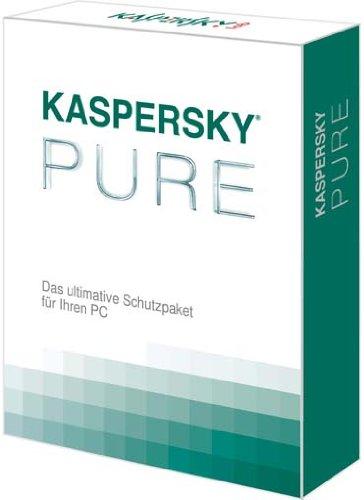 KASPERSKY®
PURE
Das ultimative Schutzpaket
für Ihren PC
KASPERSKY
PURE